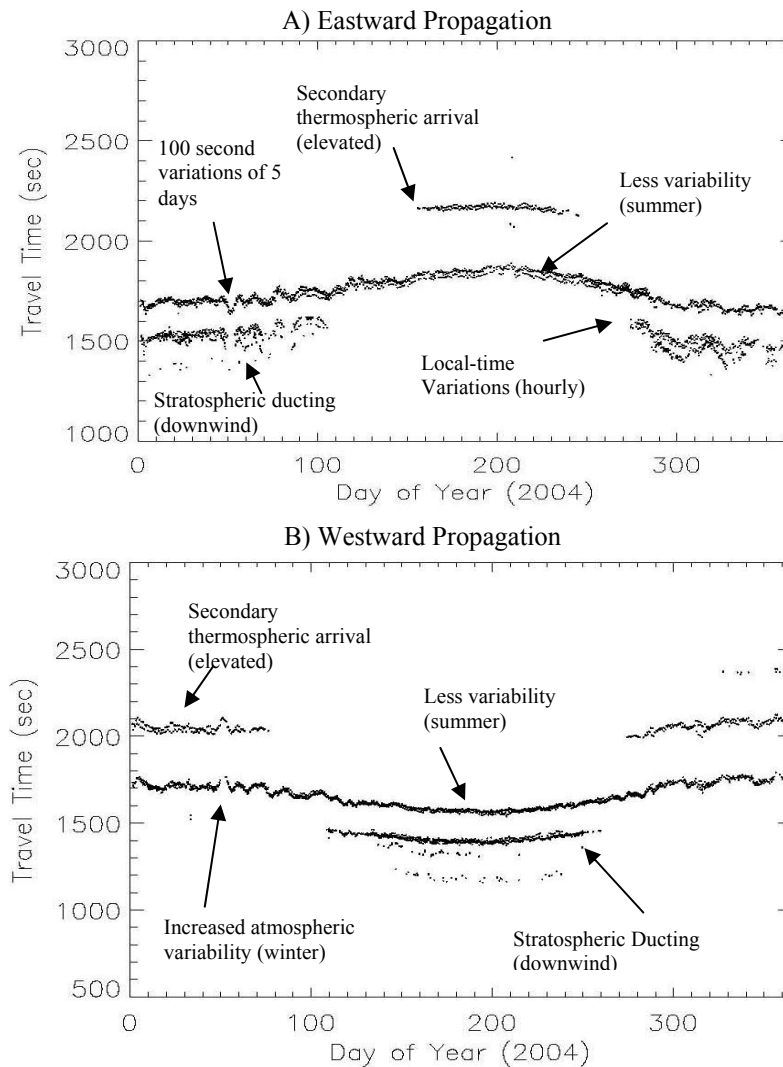 A) Eastward Propagation
3000
2500
2000
1500
1000
Travel Time (sec)
Secondary
thermospheric arrival
(elevated)
100 second
variations of 5
days
Less variability
(summer)
Stratospheric ducting
(downwind)
Local-time
Variations (hourly)
0
100
200
300
Day of Year (2004)
B) Westward Propagation
3000
2500
2000
1500
1000
500
Travel Time (sec)
Secondary
thermospheric arrival
(elevated)
Less variability
(summer)
Increased atmospheric
variability (winter)
Stratospheric Ducting
(downwind)
0
100
200
300
Day of Year (2004)